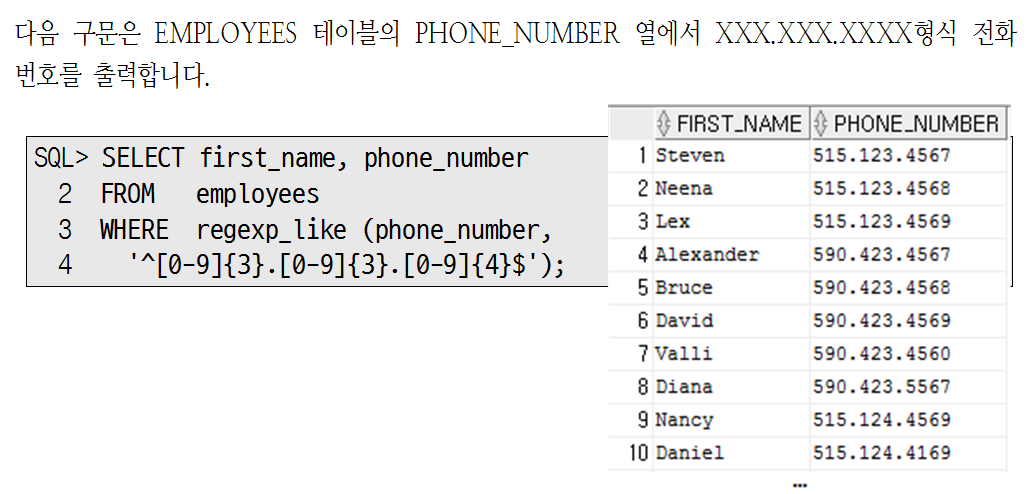 다음 구문은 EMPLOYEES 테이블의 PHONE_NUMBER 열에서 XXX.XXX.XXXX형식 전화
번호를 출력합니다.
SQL> SELECT first_name, phone_number
2 FROM employees
3 WHERE regexp_like (phone_number,
4 '^[0-9]{3}.[0-9]{3}.[0-9]{4}$');
FIRST_NAME PHONE_NUMBER
1 Steven 515.123.4567
2 Neena 515.123.4568
3 Lex 515.123.4569
4 Alexander 590.423.4567
5 Bruce 590.423.4568
6 David 590.423.4569
7 Valli 590.423.4560
8 Diana 590.423.5567
9 Nancy 515.124.4569
10 Daniel 515.124.4169
...